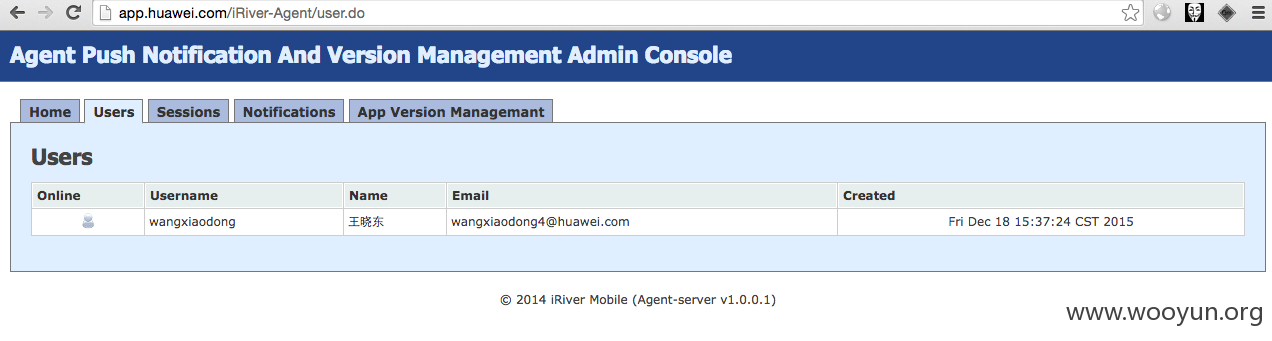 app.huawei.com/iRiver-Agent/user.do
Agent Push Notification And Version Management Admin Console
Home Users Sessions Notifications App Version Managemant
Users
Online Username Name Email Created
wangxiaodong 王晓东 wangxiaodong4@huawei.com Fri Dec 18 15:37:24 CST 2015
© 2014 iRiver Mobile (Agent-server v1.0.0.1)
www.wooyun.org